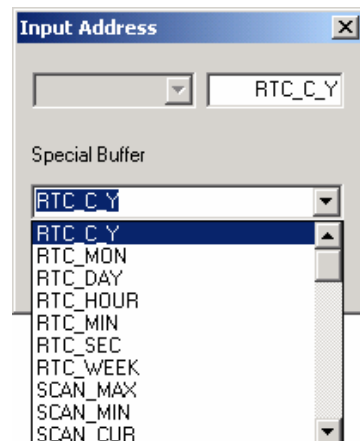 Input Address
RTC_C_Y
Special Buffer
RTC_C_Y
RTC_C_Y
RTC_MON
RTC_DAY
RTC_HOUR
RTC_MIN
RTC_SEC
RTC_WEEK
SCAN_MAX
SCAN_MIN
SCAN_CUR